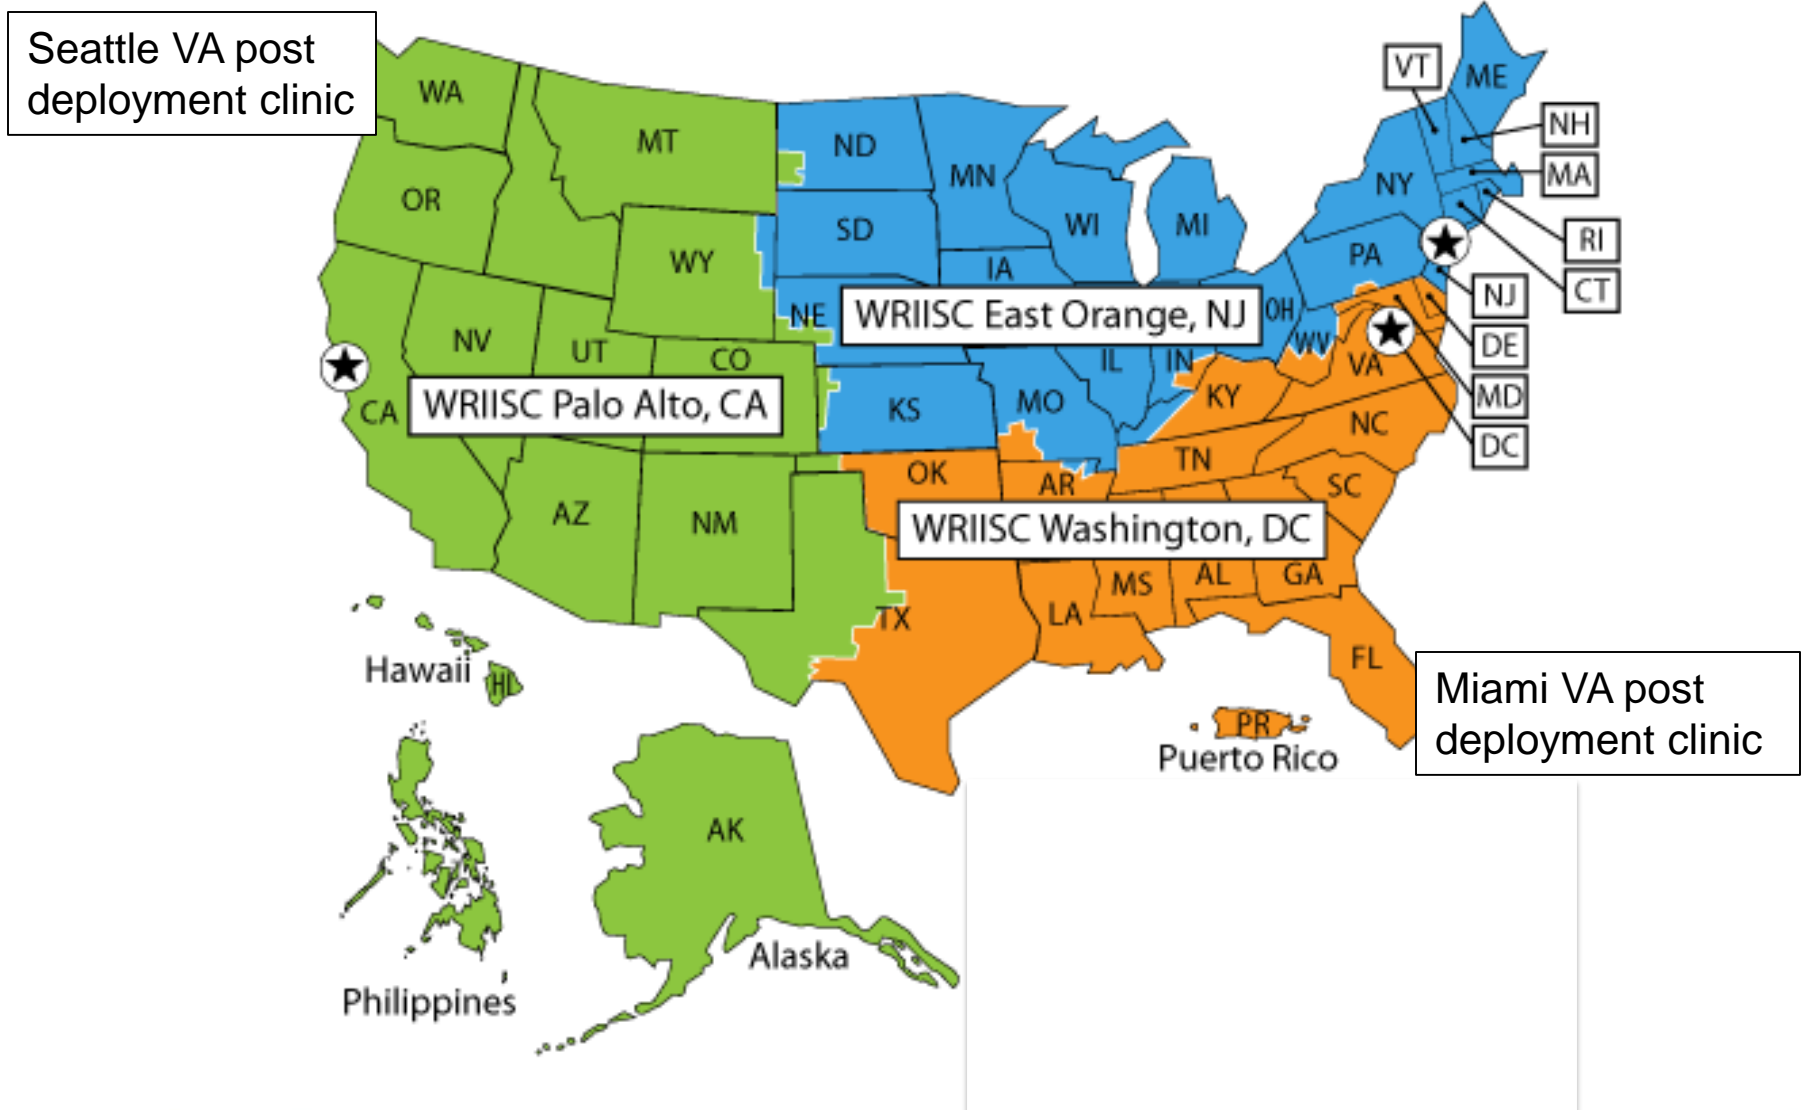 Seattle VA post
deployment clinic
WA
MT
ND
MN
VT
ME
NH
MA
OR
WY
SD
WI
MI
NY
RI
IA
PA
CT
NJ
NE
WRIISC East Orange, NJ
OH
NV
UT
CO
IL
IN
WV
VA
DE
CA
WRIISC Palo Alto, CA
KS
MO
KY
MD
NC
DC
AZ
NM
OK
AR
TN
SC
WRIISC Washington, DC
TX
LA
MS
AL
GA
FL
Hawaii
HI
Miami VA post
deployment clinic
PR
Puerto Rico
AK
Alaska
Philippines